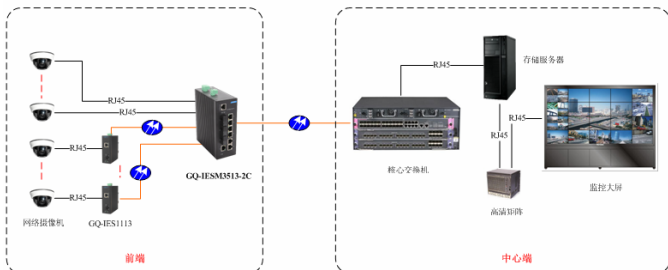 RJ45
RJ45
RJ45
RJ45
网络摄像机
GQ-IES1113
GQ-IESM3513-2C
前端
RJ45
存储服务器
RJ45
RJ45
核心交换机
高清矩阵
监控大屏
中心端